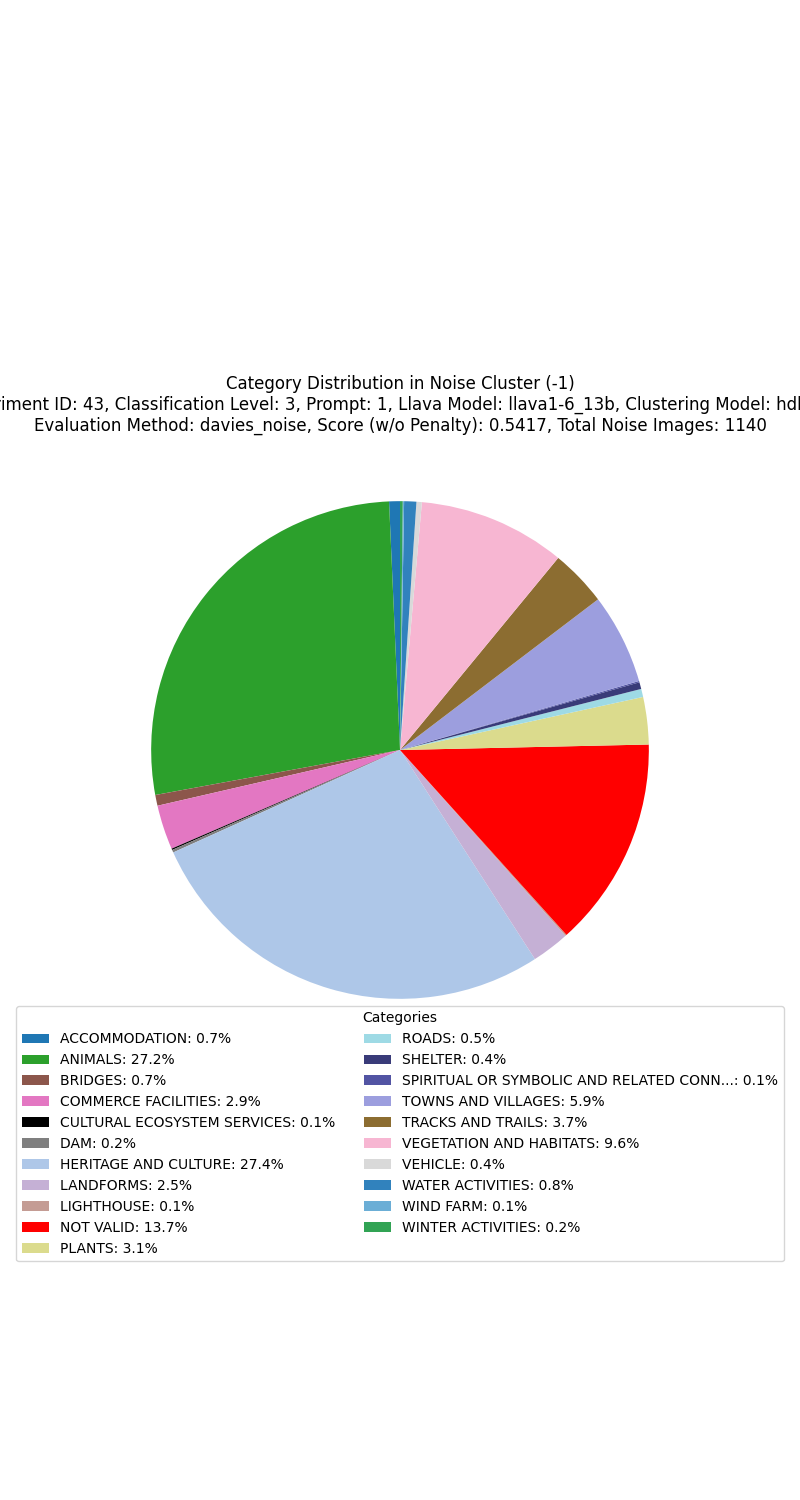 Category Distribution in Noise Cluster (-1)
ID: 43, Classification Level: 3, Prompt: 1, Llava Model: llava1-6_13b, Clustering Model:
Evaluation Method: davies_noise, Score (w/o Penalty): 0.5417, Total Noise Images: 1140
Categories
ACCOMMODATION: 0.7%
ANIMALS: 27.2%
BRIDGES: 0.7%
COMMERCE FACILITIES: 2.9%
CULTURAL ECOSYSTEM SERVICES: 0.1%
DAM: 0.2%
HERITAGE AND CULTURE: 27.4%
LANDFORMS: 2.5%
LIGHTHOUSE: 0.1%
NOT VALID: 13.7%
PLANTS: 3.1%
ROADS: 0.5%
SHELTER: 0.4%
SPIRITUAL OR SYMBOLIC AND RELATED CONN...: 0.1%
TOWNS AND VILLAGES: 5.9%
TRACKS AND TRAILS: 3.7%
VEGETATION AND HABITATS: 9.6%
VEHICLE: 0.4%
WATER ACTIVITIES: 0.8%
WIND FARM: 0.1%
WINTER ACTIVITIES: 0.2%